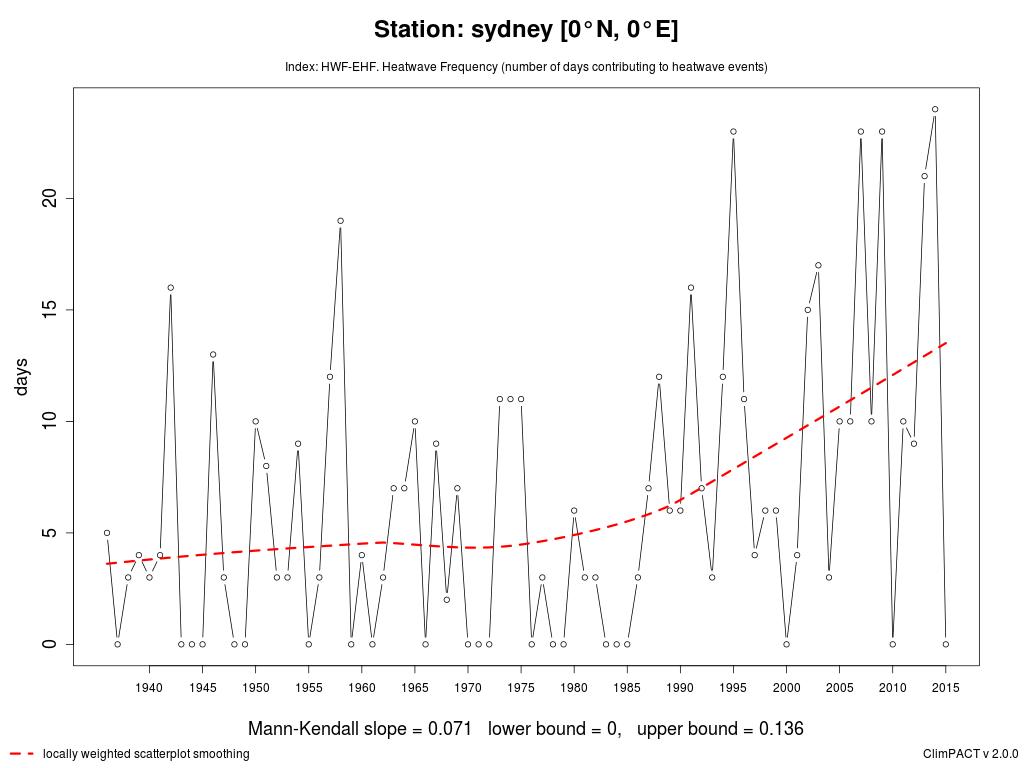 Station: sydney [0°N, 0°E]
Index: HWF-EHF. Heatwave Frequency (number of days contributing to heatwave events)
days
20
15
10
5
0
1940 1945 1950 1955 1960 1965 1970 1975 1980 1985 1990 1995 2000 2005 2010 2015
Mann-Kendall slope = 0.071 lower bound = 0, upper bound = 0.136
locally weighted scatterplot smoothing
ClimPACT v 2.0.0